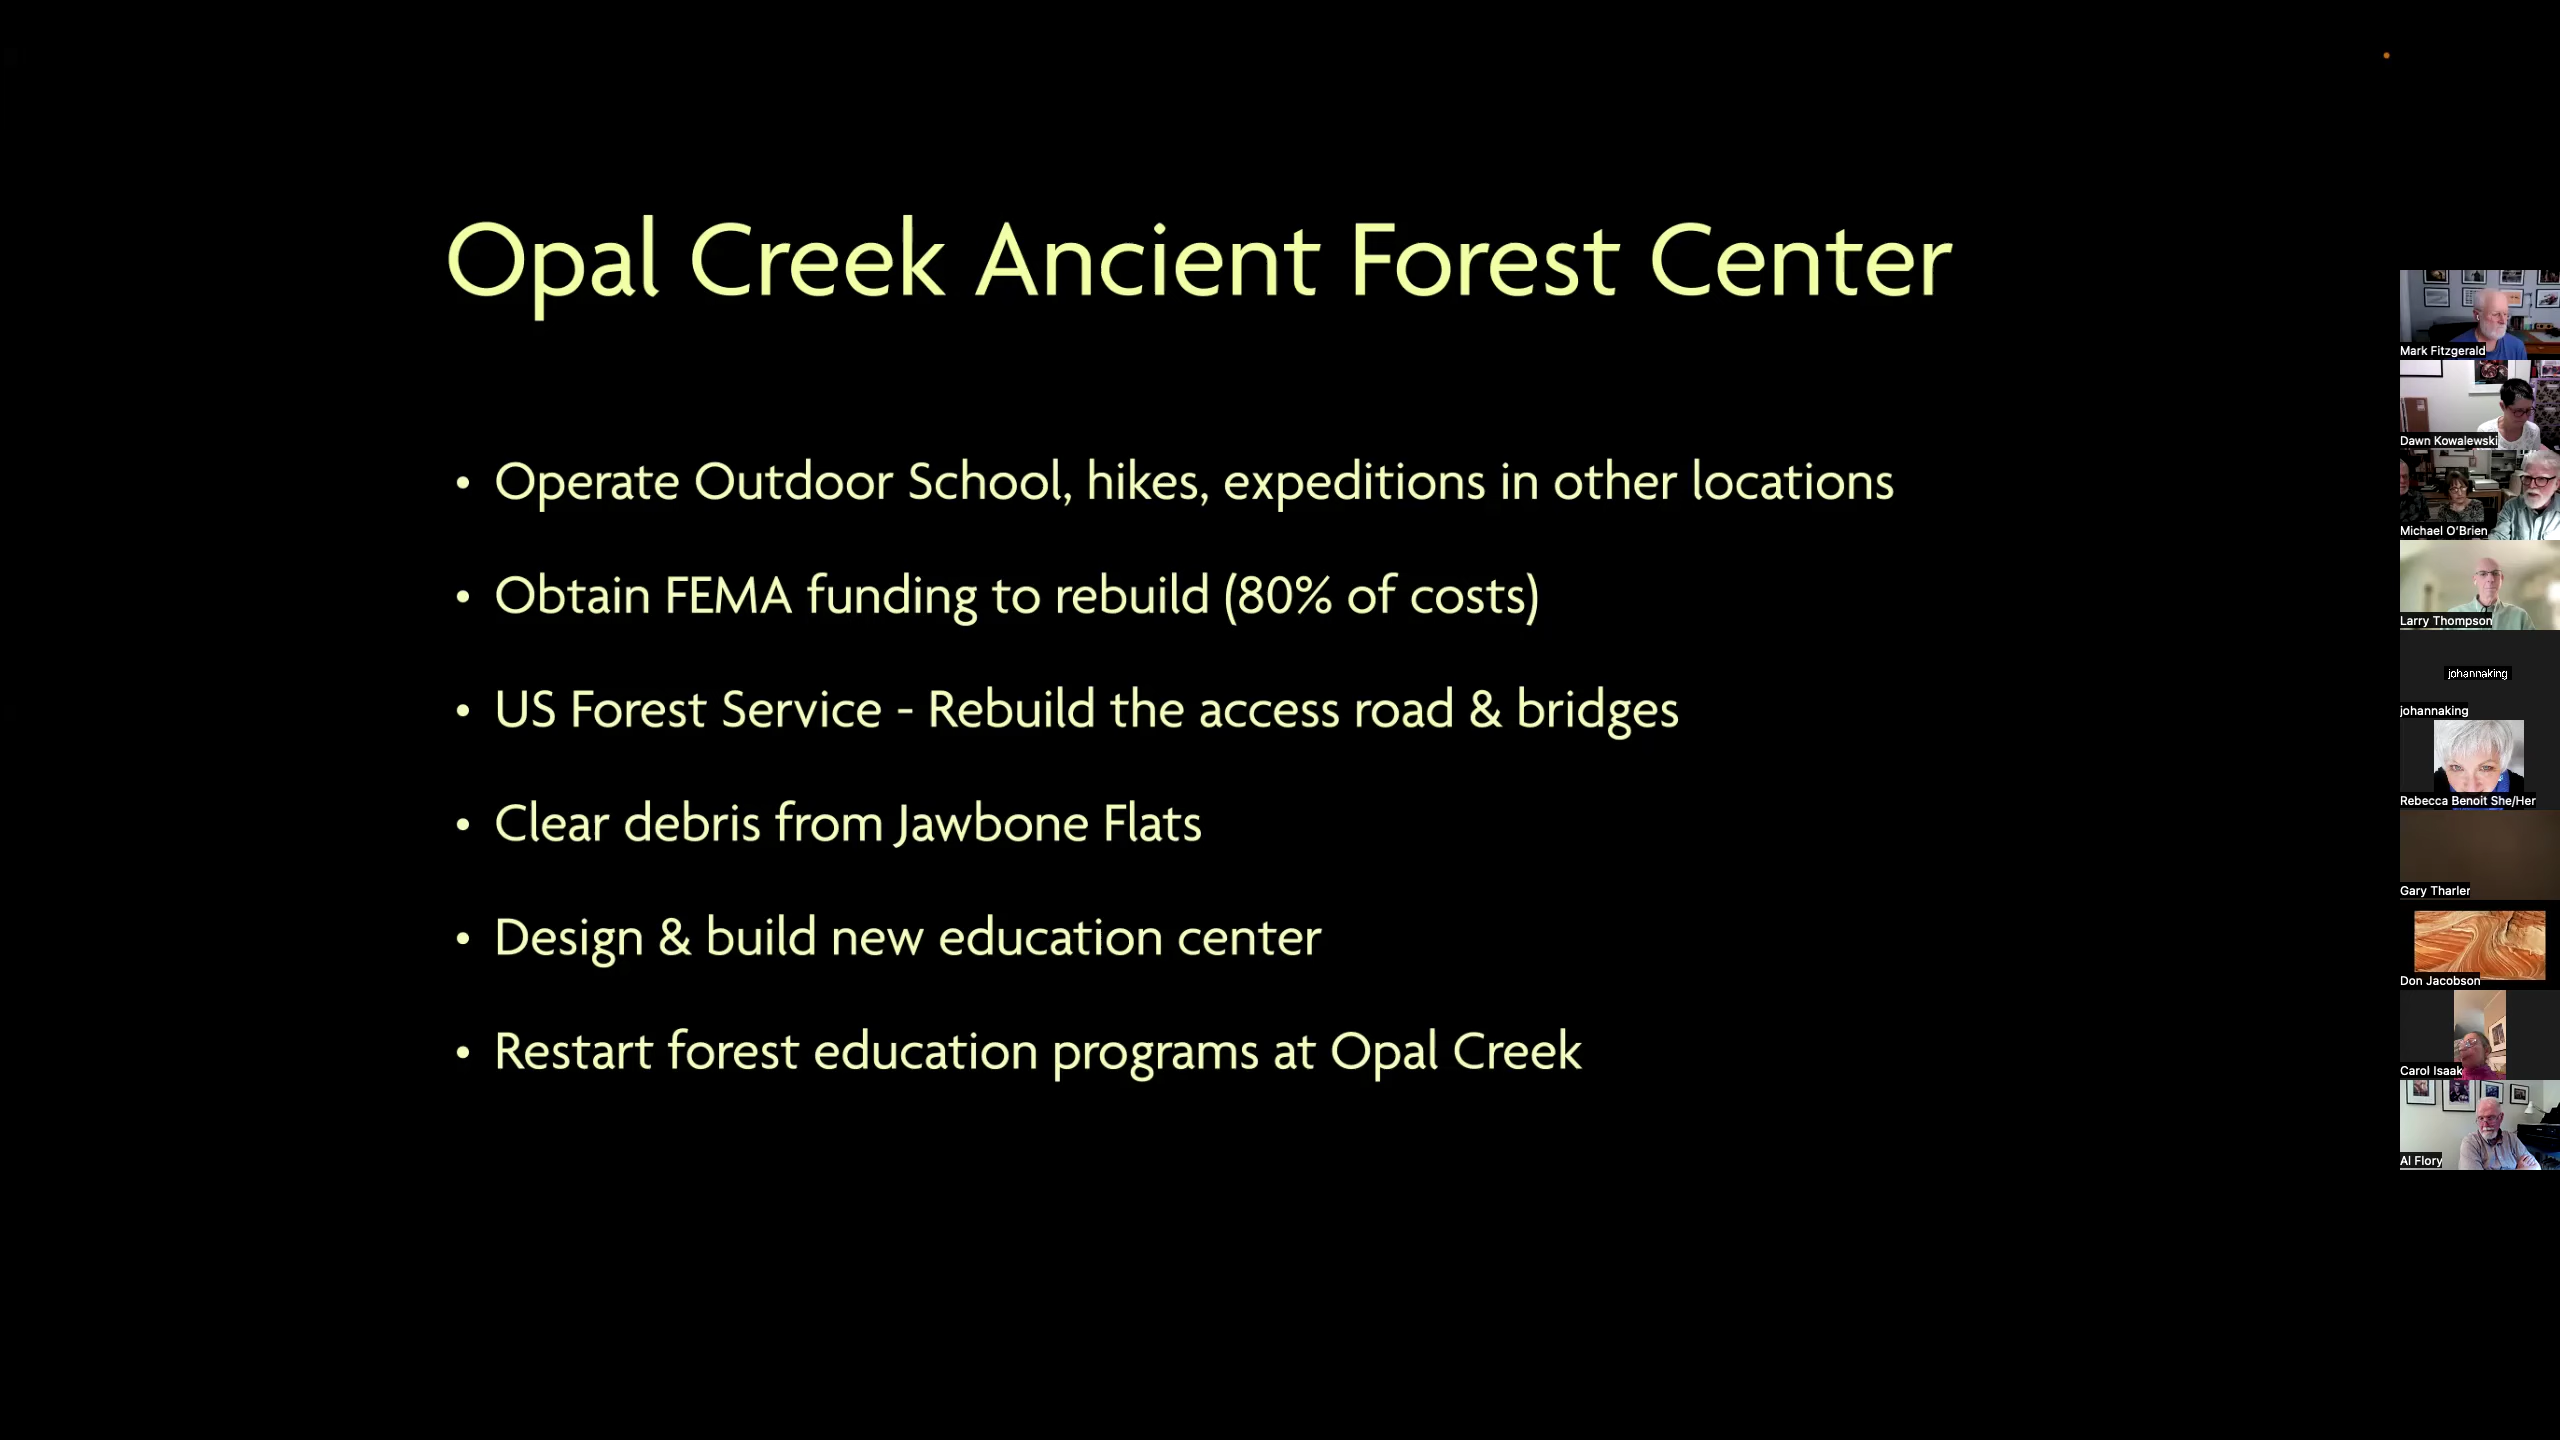 Opal Creek Ancient Forest Center
• Operate Outdoor School, hikes, expeditions in other locations
• Obtain FEMA funding to rebuild (80% of costs)
• US Forest Service - Rebuild the access road & bridges
• Clear debris from Jawbone Flats
• Design & build new education center
• Restart forest education programs at Opal Creek
Mark Fitzgerald
Dawn Kowalewski
Michael O'Brien
Larry Thompson
johannaking
johannaking
Rebecca Benoit She/Her
Gary Tharler
Don Jacobson
Carol Isaak
Al Flory